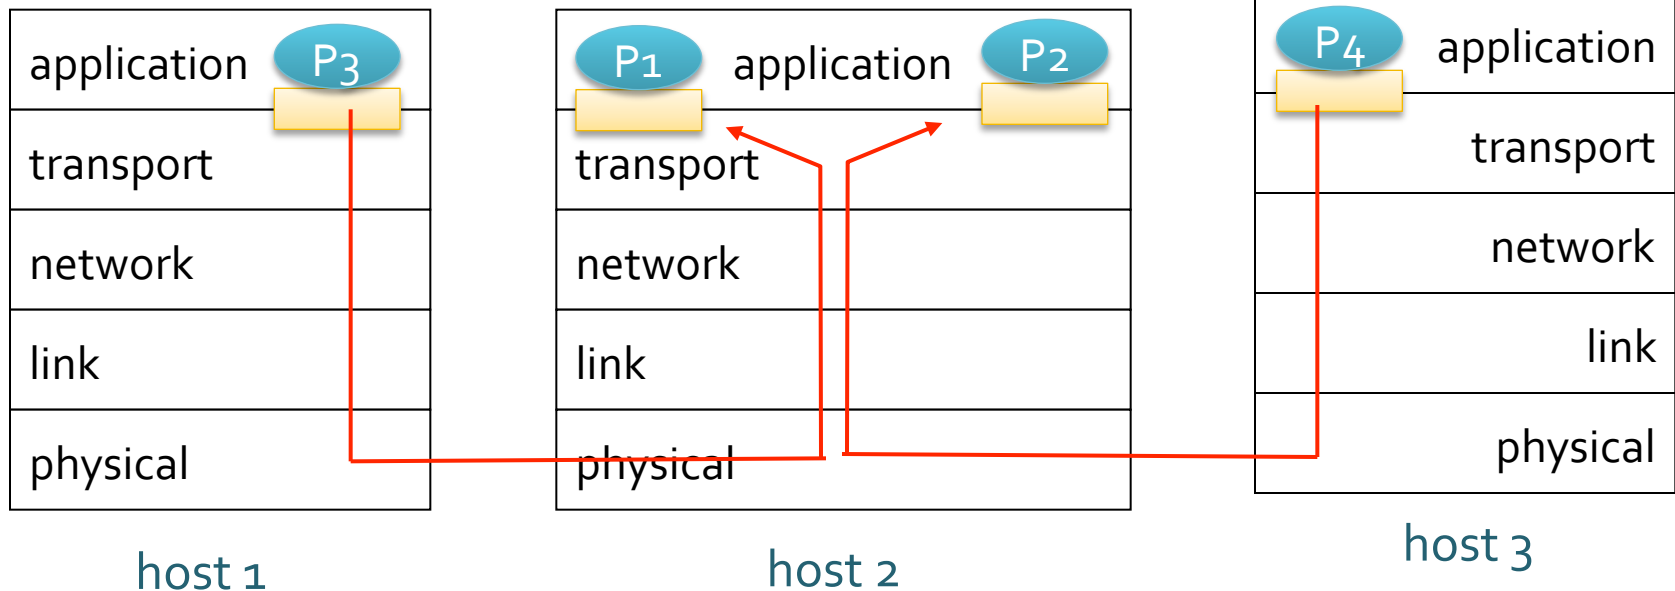 application
P3
transport
network
link
physical
host 1
P1
application
P2
transport
network
link
physical
host 2
P4
application
transport
network
link
physical
host 3